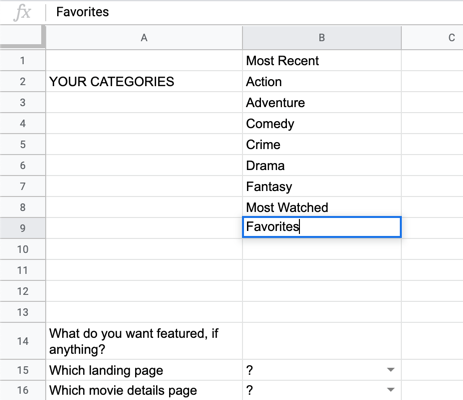 fx Favorites
A B C
1 Most Recent
2 YOUR CATEGORIES Action
3 Adventure
4 Comedy
5 Crime
6 Drama
7 Fantasy
8 Most Watched
9 Favorites
10
11
12
13
14 What do you want featured, if
anything?
15 Which landing page ?
16 Which movie details page ?